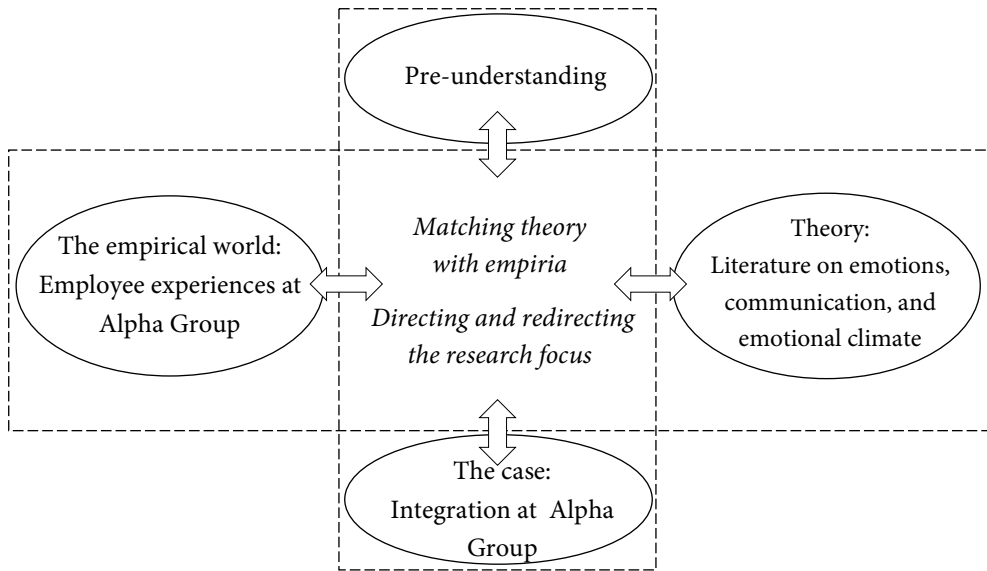 Pre-understanding
The empirical world:
Employee experiences at
Alpha Group
Matching theory
with empiria
Directing and redirecting
the research focus
Theory:
Literature on emotions,
communication, and
emotional climate
The case:
Integration at Alpha
Group